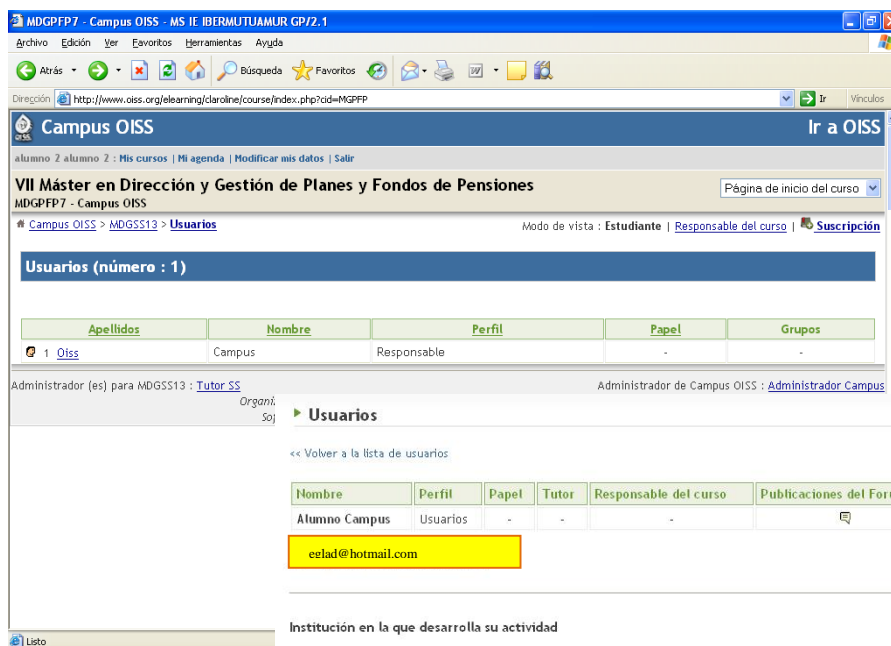 MDGPFP7 - Campus OISS - MS IE IBERMUTUAMUR GP/2.1
Archivo Edición Ver Favoritos Herramientas Ayuda
Atrás Búsqueda Favoritos
Dirección http://www.oiss.org/elearning/claroline/course/index.php?cid=MGPFP Ir Vínculos
Campus OISS Ir a OISS
alumno 2 alumno 2 : Mis cursos | Mi agenda | Modificar mis datos | Salir
VII Máster en Dirección y Gestión de Planes y Fondos de Pensiones
Página de inicio del curso
MDGPFP7 - Campus OISS
Campus OISS > MDGSS13 > Usuarios Modo de vista : Estudiante | Responsable del curso | Suscripción
Usuarios (número : 1)
Apellidos Nombre Perfil Papel Grupos
1 Oiss Campus Responsable - -
Administrador (es) para MDGSS13 : Tutor SS Administrador de Campus OISS : Administrador Campus
Usuarios
<< Volver a la lista de usuarios
Nombre Perfil Papel Tutor Responsable del curso Publicaciones del For
Alumno Campus Usuarios - - -
eglad@hotmail.com
Institución en la que desarrolla su actividad
Listo